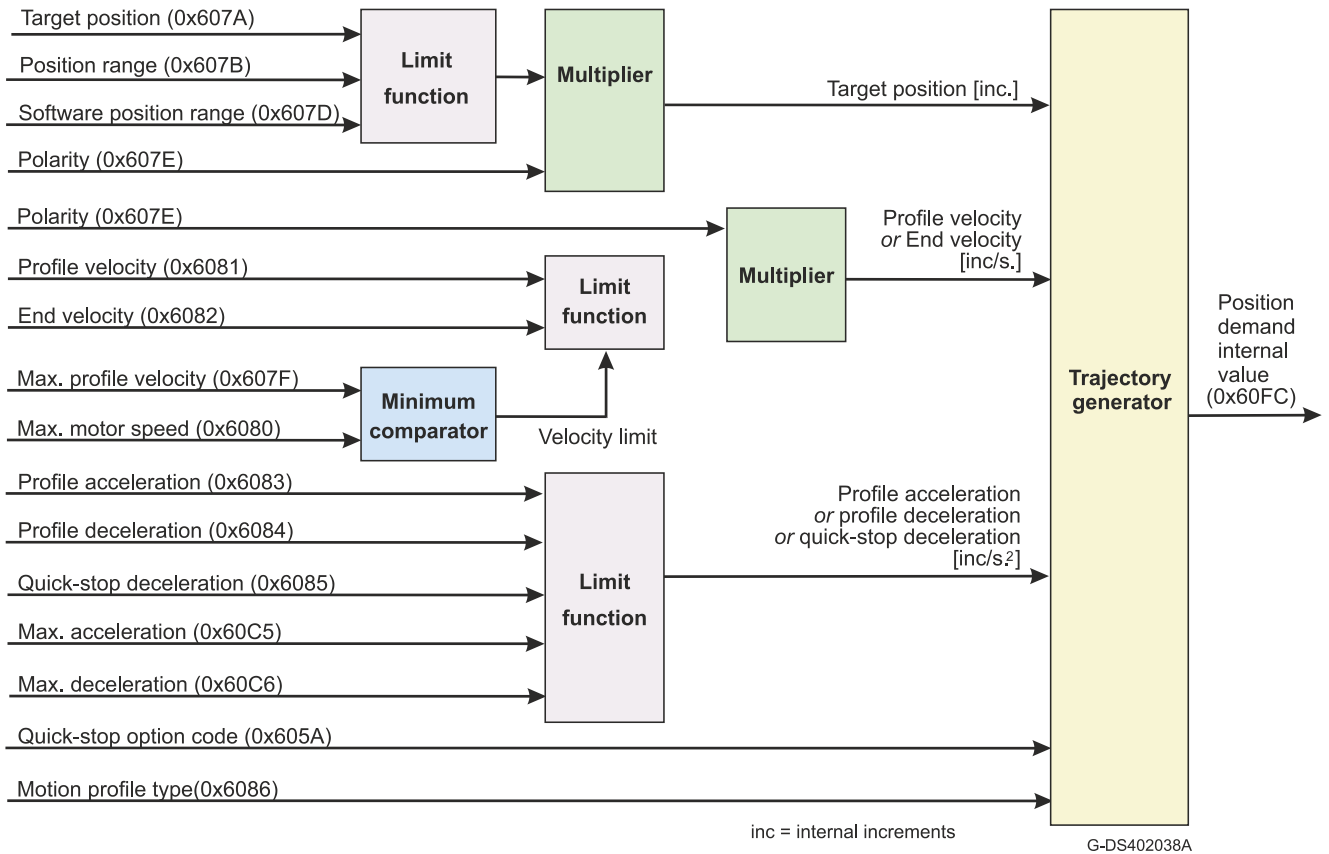 Target position (0x607A)
Position range (0x607B)
Software position range (0x607D)
Polarity (0x607E)
Limit
function
Multiplier
Target position [inc.]
Polarity (0x607E)
Profile velocity (0x6081)
End velocity (0x6082)
Limit
function
Multiplier
Profile velocity
or End velocity
[inc/s.]
Max. profile velocity (0x607F)
Max. motor speed (0x6080)
Minimum
comparator
Velocity limit
Profile acceleration (0x6083)
Profile deceleration (0x6084)
Quick-stop deceleration (0x6085)
Max. acceleration (0x60C5)
Max. deceleration (0x60C6)
Limit
function
Profile acceleration
or profile deceleration
or quick-stop deceleration
[inc/s.²]
Quick-stop option code (0x605A)
Motion profile type(0x6086)
Trajectory
generator
Position
demand
internal
value
(0x60FC)
inc = internal increments
G-DS402038A